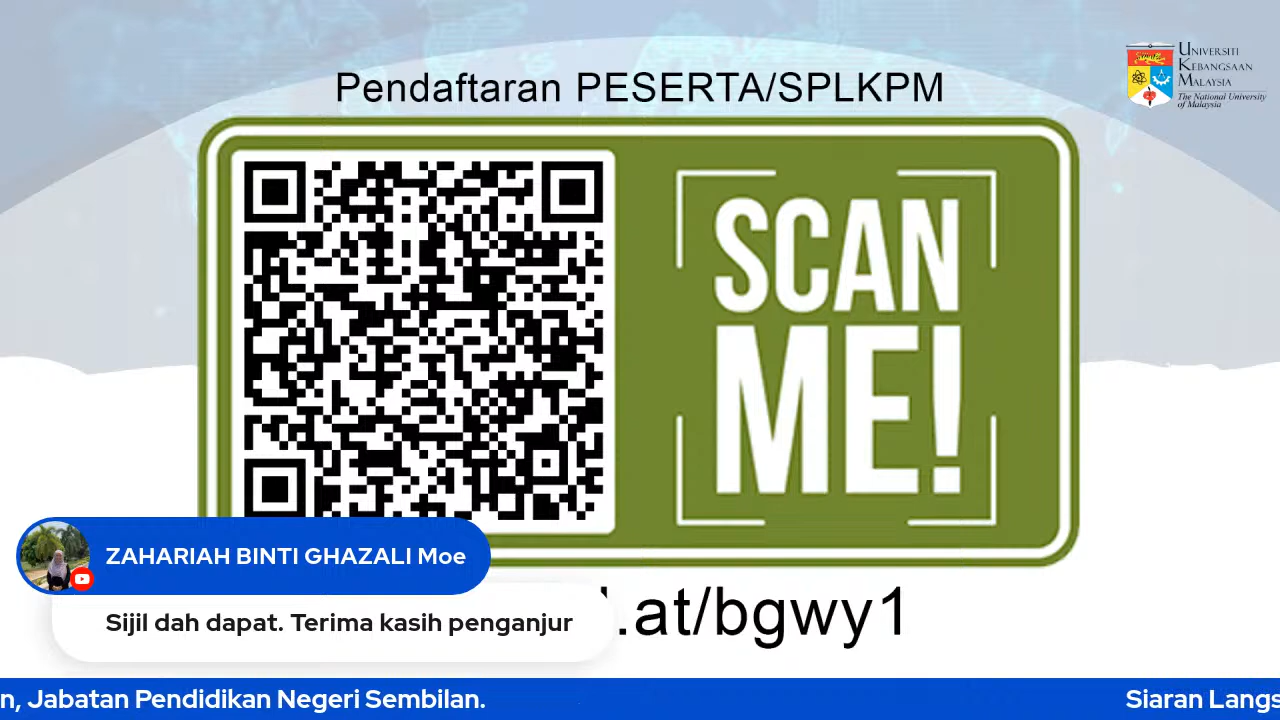 Pendaftaran PESERTA/SPLKPM
UNIVERSITI
KEBANGSAAN
MALAYSIA
The National University
of Malaysia
SCAN
ME!
ZAHARIAH BINTI GHAZALI Moe
Sijil dah dapat. Terima kasih penganjur
.at/bgwy1
n, Jabatan Pendidikan Negeri Sembilan.
Siaran Langs